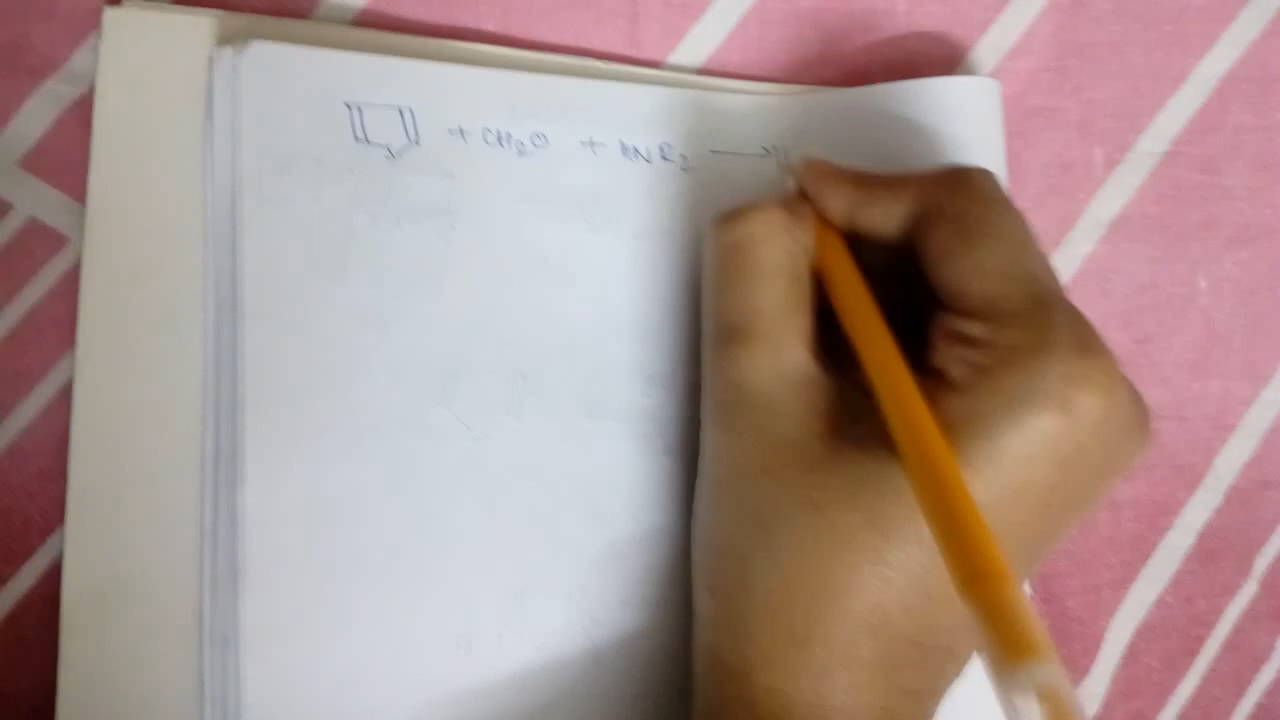 S + CH2O + HNR2 →